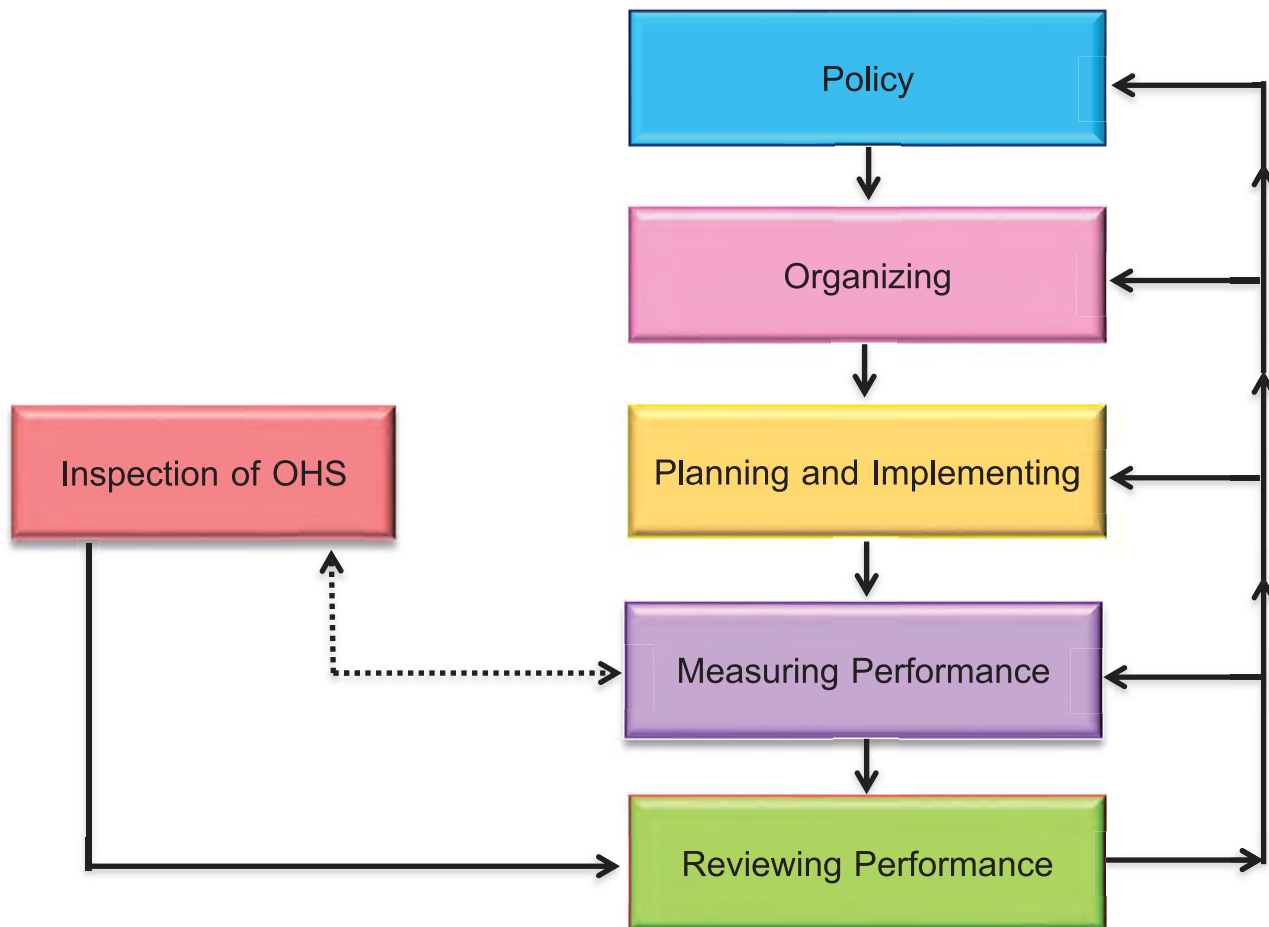 Policy
Organizing
Inspection of OHS
Planning and Implementing
Measuring Performance
Reviewing Performance